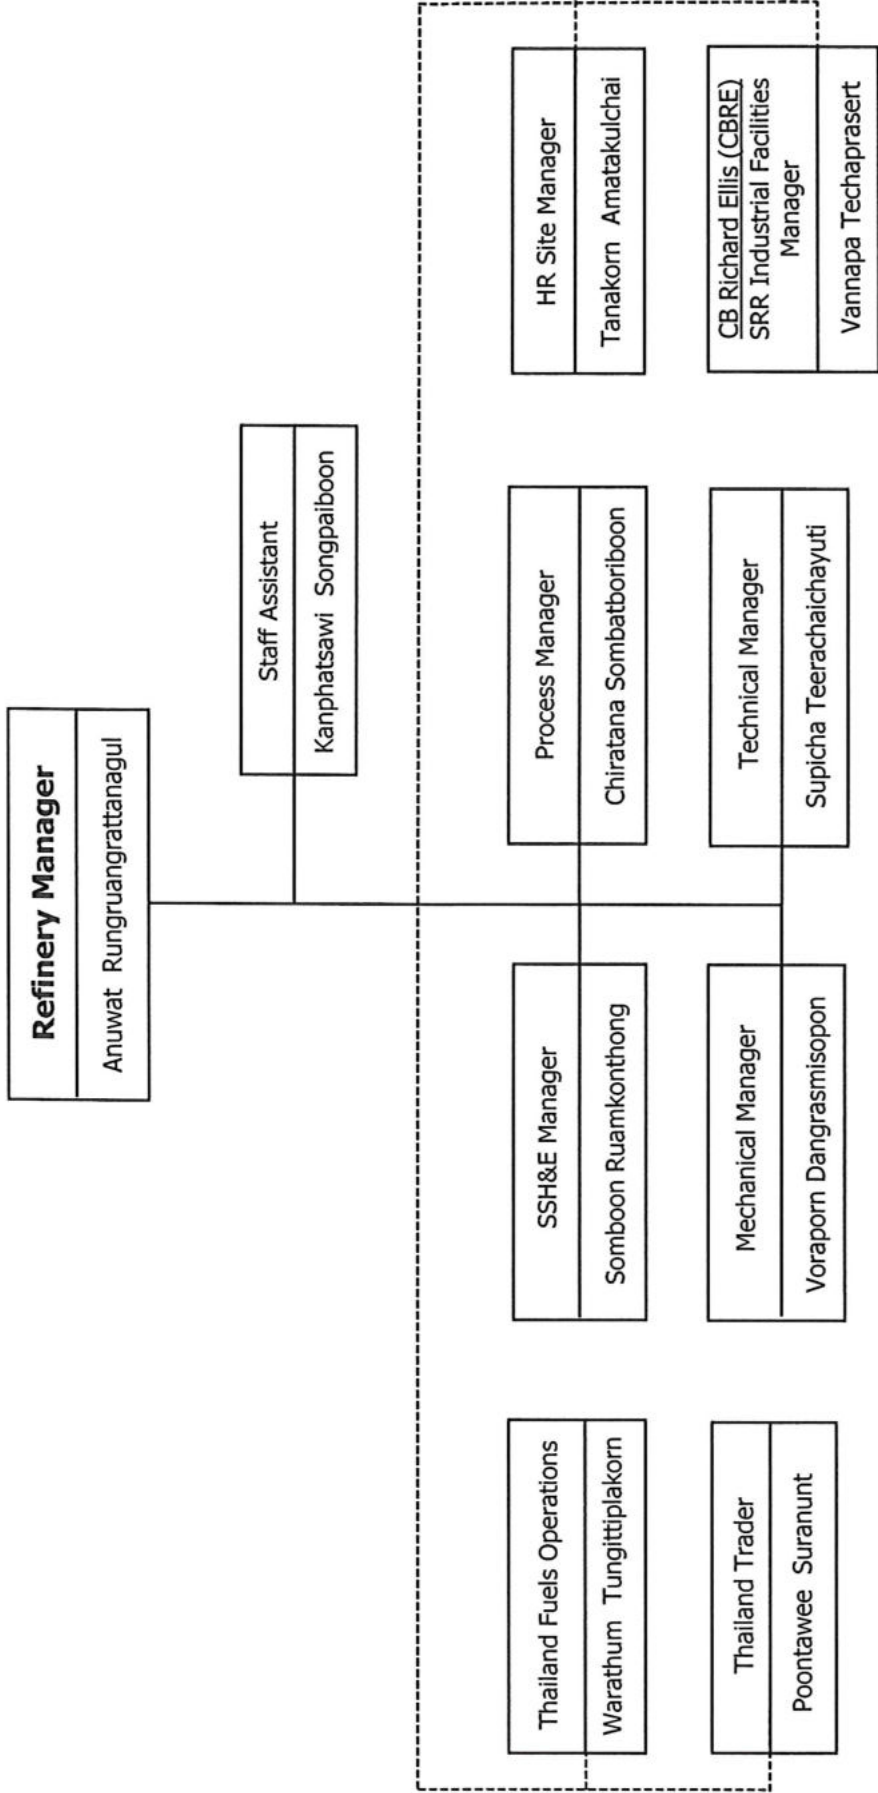 Refinery Manager
Anuwat Rungruangrattanagul
Staff Assistant
Kanphatsawi Songpaiboon
Thailand Fuels Operations
Warathum Tungittiplakorn
SSH&E Manager
Somboon Ruamkonthong
Process Manager
Chiratana Sombatboriboon
HR Site Manager
Tanakorn Amatakulchai
Thailand Trader
Poontawee Suranunt
Mechanical Manager
Voraporn Dangrasmisopon
Technical Manager
Supicha Teerachaichayuti
CB Richard Ellis (CBRE)
SRR Industrial Facilities
Manager
Vannapa Techaprasert